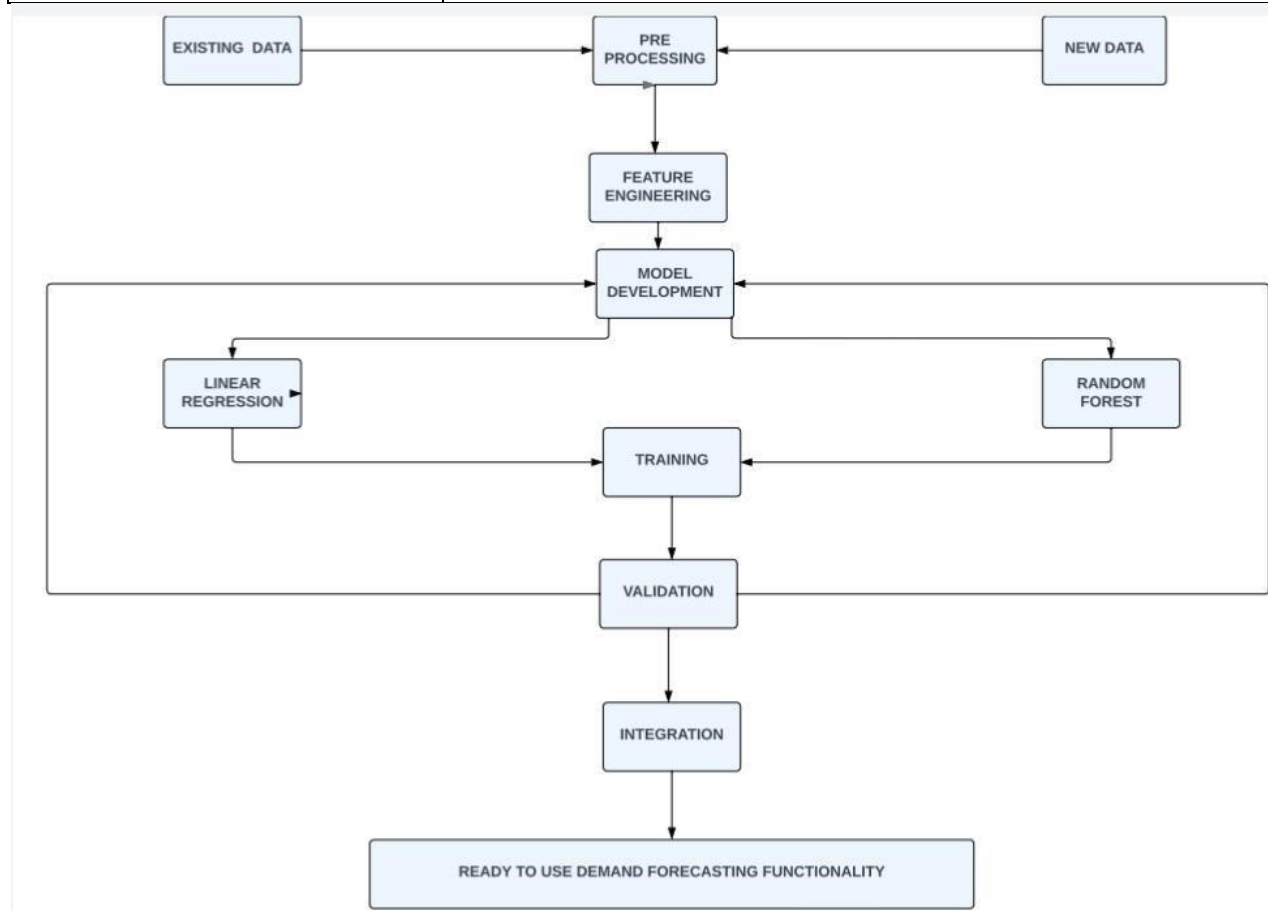 EXISTING DATA
PRE
PROCESSING
NEW DATA
FEATURE
ENGINEERING
MODEL
DEVELOPMENT
LINEAR
REGRESSION
RANDOM
FOREST
TRAINING
VALIDATION
INTEGRATION
READY TO USE DEMAND FORECASTING FUNCTIONALITY